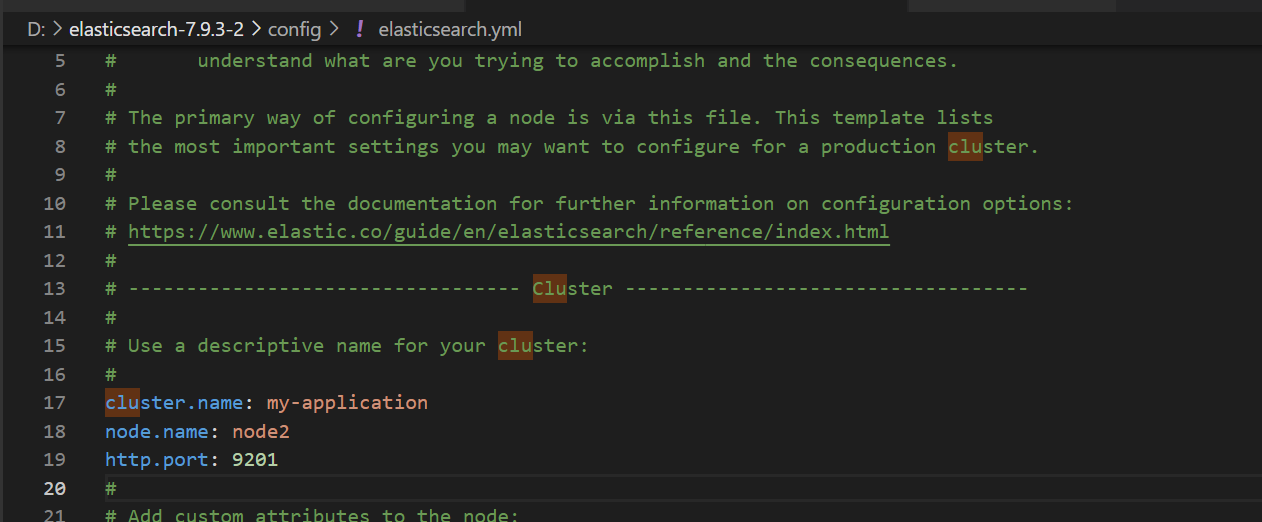 D: > elasticsearch-7.9.3-2 > config > ! elasticsearch.yml
5 #       understand what are you trying to accomplish and the consequences.
6 #
7 # The primary way of configuring a node is via this file. This template lists
8 # the most important settings you may want to configure for a production cluster.
9 #
10 # Please consult the documentation for further information on configuration options:
11 # https://www.elastic.co/guide/en/elasticsearch/reference/index.html
12 #
13 # ---------------------------------- Cluster -----------------------------------
14 #
15 # Use a descriptive name for your cluster:
16 #
17 cluster.name: my-application
18 node.name: node2
19 http.port: 9201
20 #
21 # Add custom attributes to the node: